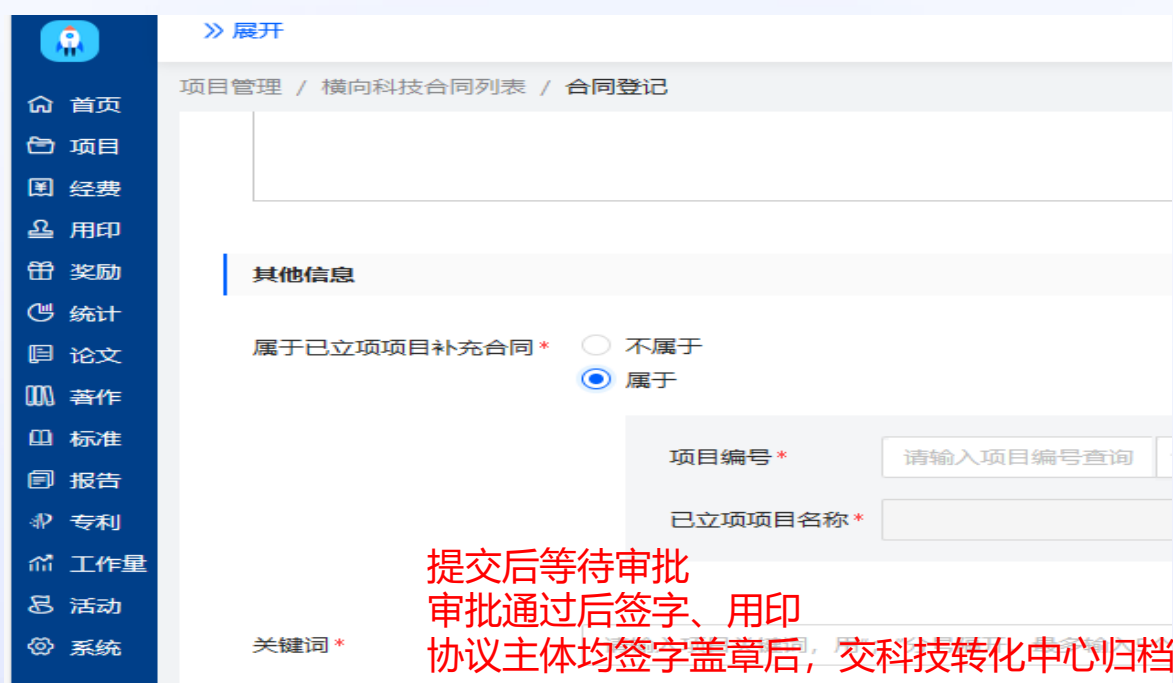 展开
项目管理 / 横向科技合同列表 / 合同登记
首页
项目
经费
用印
奖励
统计
论文
著作
标准
报告
专利
工作量
活动
系统
其他信息
属于已立项项目补充合同*
不属于
属于
项目编号*
请输入项目编号查询
已立项项目名称*
关键词*
提交后等待审批
审批通过后签字、用印
协议主体均签字盖章后，交科技转化中心归档